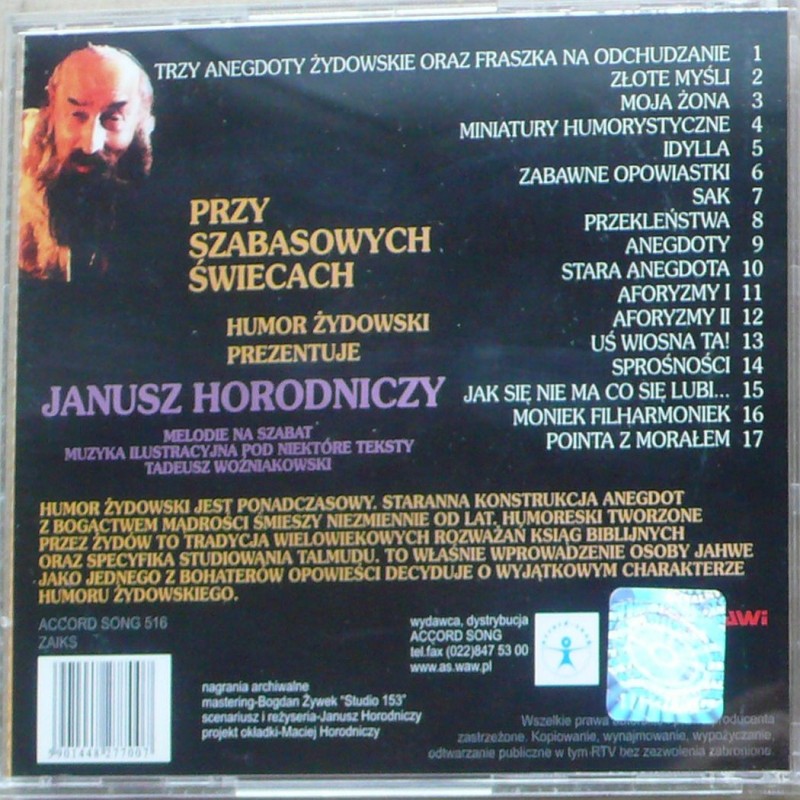 TRZY ANEGDOTY ŻYDOWSKIE ORAZ FRASZKA NA ODCHUDZANIE 1
ZŁOTE MYŚLI 2
MOJA ŻONA 3
MINIATURY HUMORYSTYCZNE 4
IDYLLA 5
ZABAWNE OPOWIASTKI 6
SAK 7
PRZEKLEŃSTWA 8
ANEGDOTY 9
STARA ANEGDOTA 10
AFORYZMY I 11
AFORYZMY II 12
UŚ WIOSNA TA! 13
SPROŚNOŚCI 14
JAK SIĘ NIE MA CO SIĘ LUBI... 15
MONIEK FILHARMONIEK 16
POINTA Z MORAŁEM 17
PRZY
SZABASOWYCH
ŚWIECACH
HUMOR ŻYDOWSKI
PREZENTUJE
JANUSZ HORODNICZY
MELODIE NA SZABAT
MUZYKA ILUSTRACYJNA POD NIEKTÓRE TEKSTY
TADEUSZ WOŹNIAKOWSKI
HUMOR ŻYDOWSKI JEST PONADCZASOWY. STARANNA KONSTRUKCJA ANEGDOT
Z BOGACTWEM MĄDROŚCI ŚMIESZY NIEZMIENNIE OD LAT. HUMORESKI TWORZONE
PRZEZ ŻYDÓW TO TRADYCJA WIELOWIEKOWYCH ROZWAŻAŃ KSIĄG BIBLIJNYCH
ORAZ SPECYFIKA STUDIOWANIA TALMUDU. TO WŁAŚNIE WPROWADZENIE OSOBY JAHWE
JAKO JEDNEGO Z BOHATERÓW OPOWIEŚCI DECYDUJE O WYJĄTKOWYM CHARAKTERZE
HUMORU ŻYDOWSKIEGO.
ACCORD SONG 516
ZAIKS
9901448277007
nagrania archiwalne
mastering-Bogdan Żywek "Studio 153"
scenariusz i reżyseria-Janusz Horodniczy
projekt okładki-Maciej Horodniczy
wydawca, dystrybucja
ACCORD SONG
tel.fax (022)847 53 00
www.as.waw.pl
Wszelkie prawa producenta
zastrzeżone. Kopiowanie, wynajmowanie, wypożyczanie,
odtwarzanie publiczne w tym RTV bez zezwolenia zabronione.